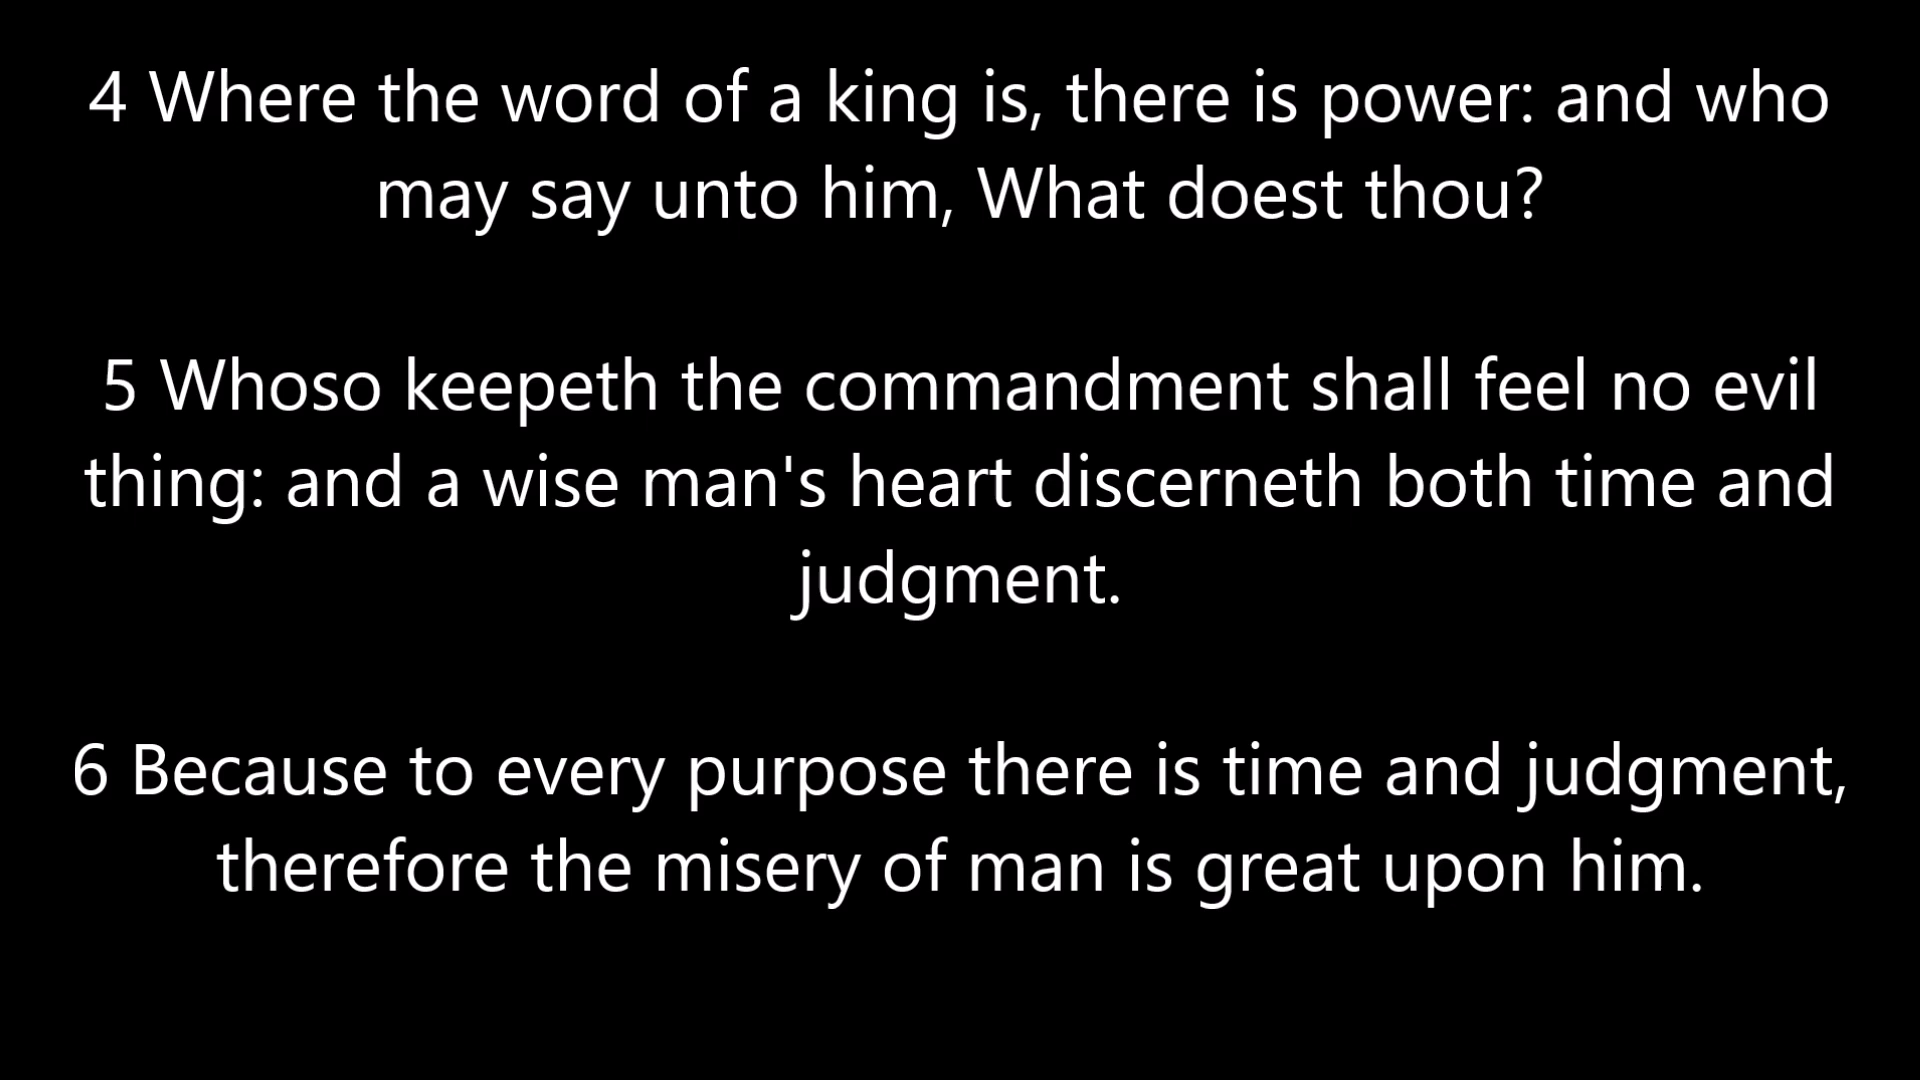 4 Where the word of a king is, there is power: and who
may say unto him, What doest thou?
5 Whoso keepeth the commandment shall feel no evil
thing: and a wise man's heart discerneth both time and
judgment.
6 Because to every purpose there is time and judgment,
therefore the misery of man is great upon him.